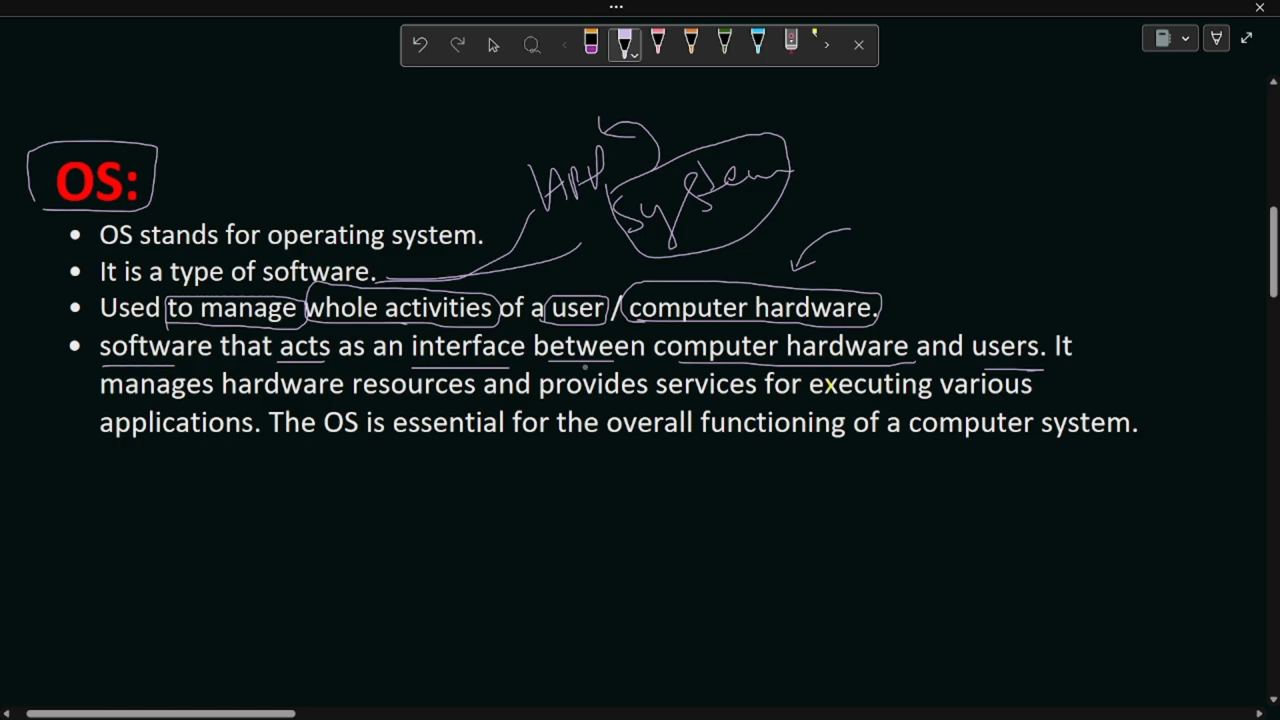 APP
System
OS:
• OS stands for operating system.
• It is a type of software.
• Used to manage whole activities of a user / computer hardware.
• software that acts as an interface between computer hardware and users. It
manages hardware resources and provides services for executing various
applications. The OS is essential for the overall functioning of a computer system.